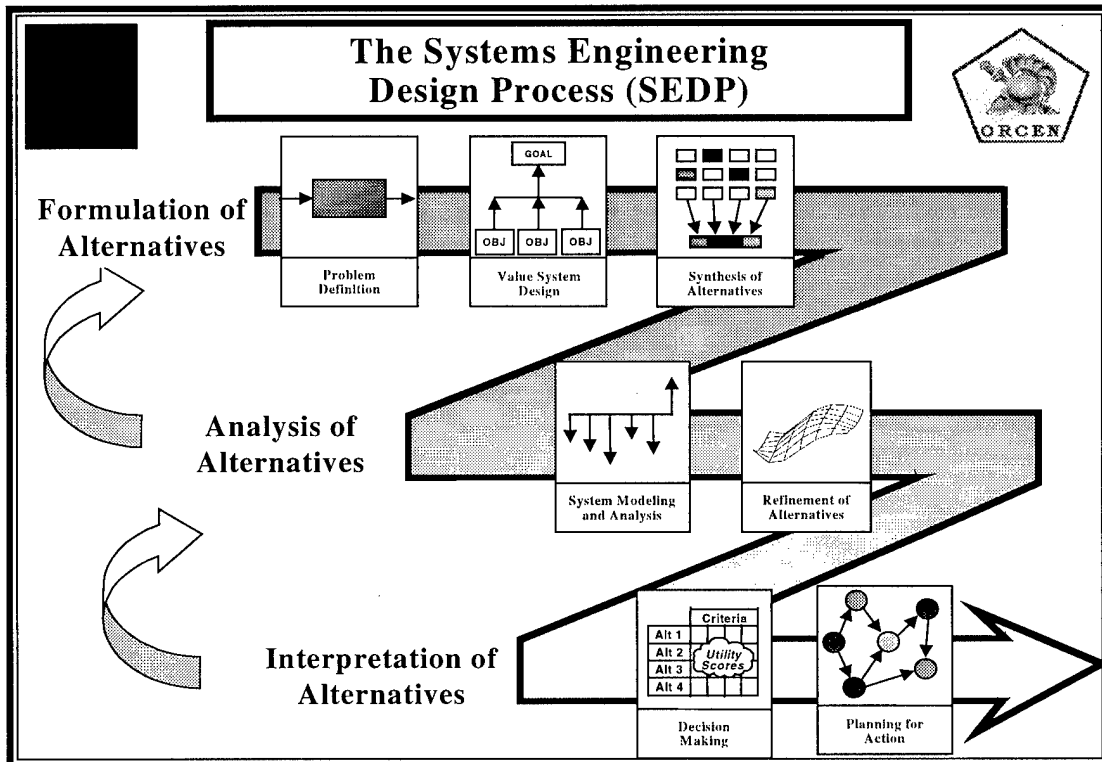 The Systems Engineering
Design Process (SEDP)
ORCEN
Formulation of
Alternatives
GOAL
OBJ OBJ OBJ
Problem
Definition
Value System
Design
Synthesis of
Alternatives
Analysis of
Alternatives
System Modeling
and Analysis
Refinement of
Alternatives
Interpretation of
Alternatives
Criteria
Alt 1
Alt 2
Alt 3
Alt 4
Utility
Scores
Decision
Making
Planning for
Action